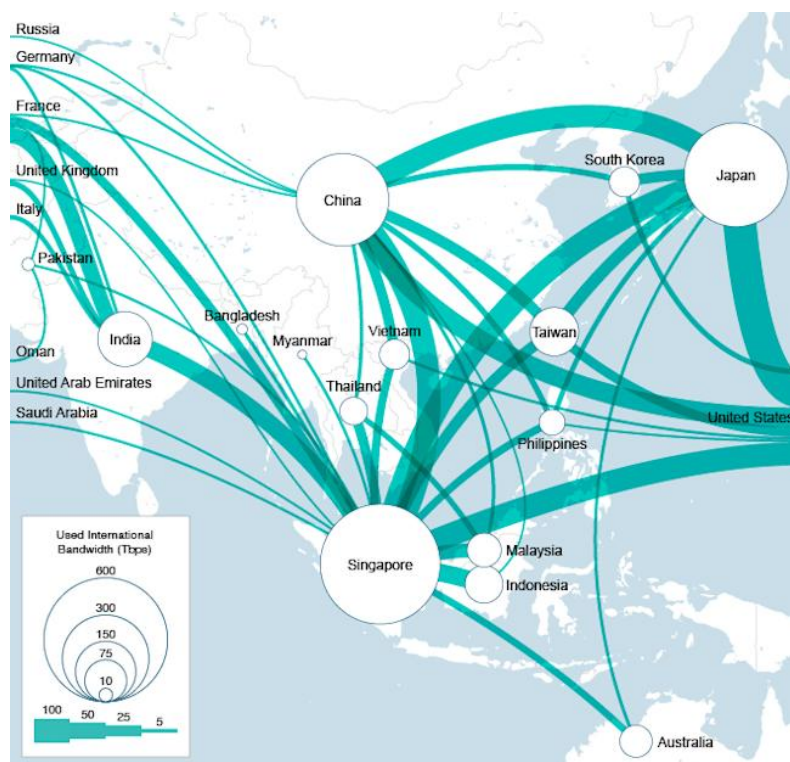 Russia
Germany
France
United Kingdom
Italy
Pakistan
India
Oman
United Arab Emirates
Saudi Arabia
Bangladesh
Myanmar
Thailand
Vietnam
China
South Korea
Japan
Taiwan
Philippines
United States
Singapore
Malaysia
Indonesia
Australia
Used International
Bandwidth (Tbps)
600
300
150
75
10
100 50 25 5